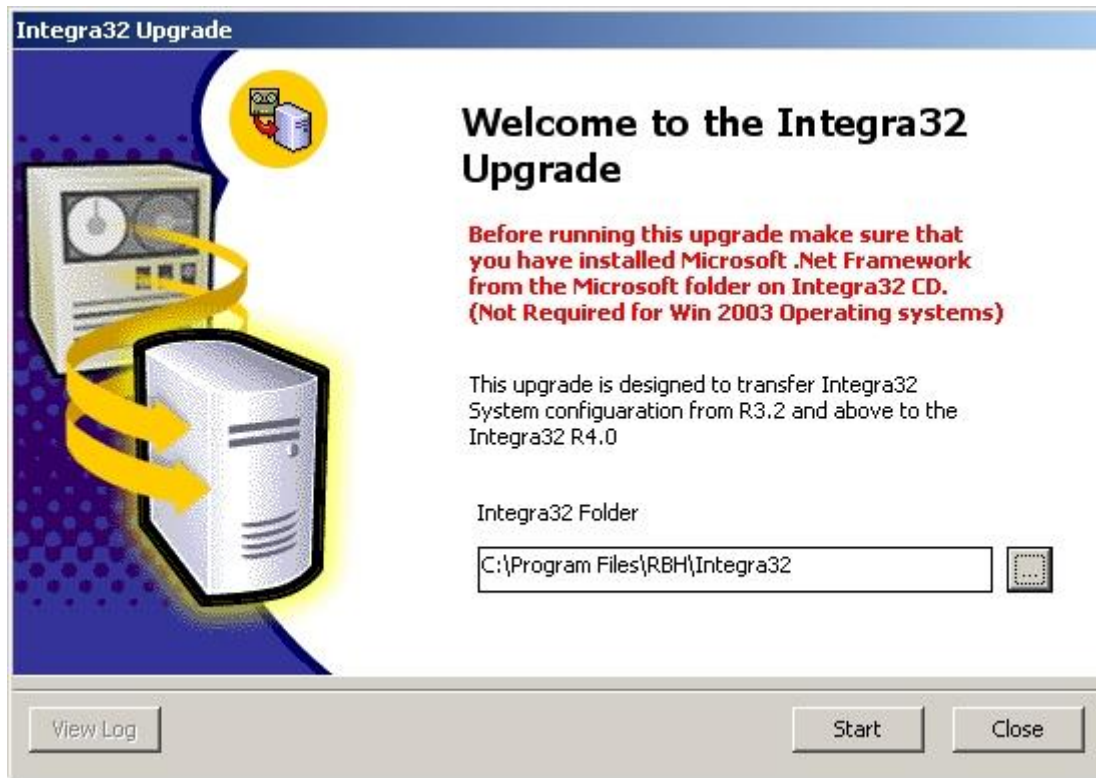 Integra32 Upgrade
Welcome to the Integra32
Upgrade
Before running this upgrade make sure that
you have installed Microsoft .Net Framework
from the Microsoft folder on Integra32 CD.
(Not Required for Win 2003 Operating systems)
This upgrade is designed to transfer Integra32
System configuaration from R3.2 and above to the
Integra32 R4.0
Integra32 Folder
C:\Program Files\RBH\Integra32
...
View Log
Start
Close